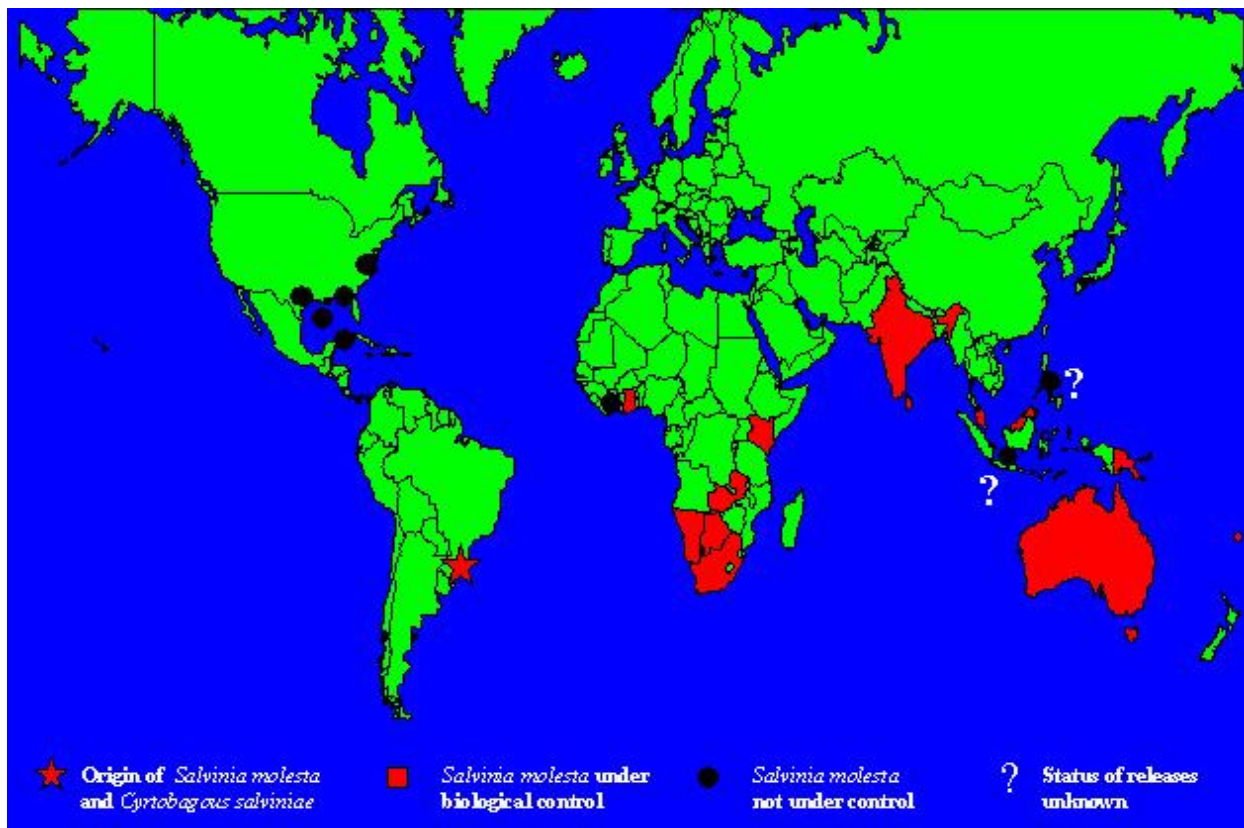 ?
?
Origin of Salvinia molesta
and Cyrtobagous salviniae
Salvinia molesta under
biological control
Salvinia molesta
not under control
? Status of releases
unknown